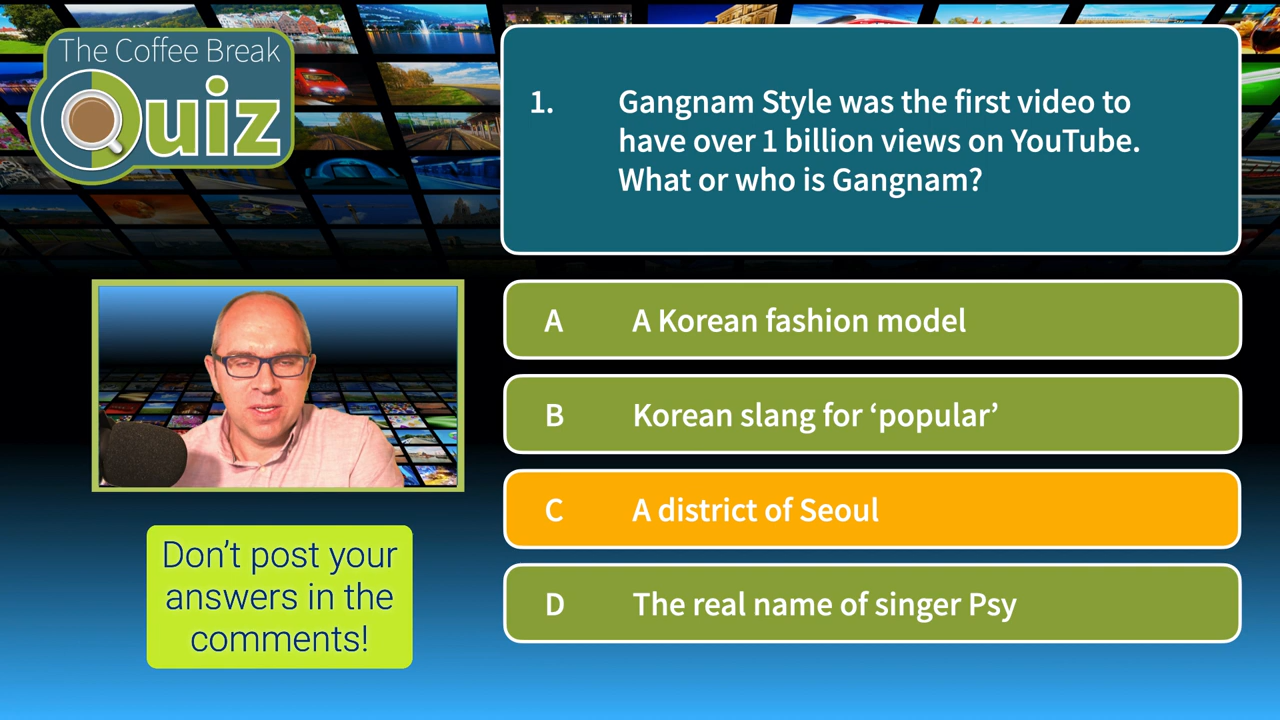 The Coffee Break
Quiz
1.
Gangnam Style was the first video to
have over 1 billion views on YouTube.
What or who is Gangnam?
A
A Korean fashion model
B
Korean slang for ‘popular’
C
A district of Seoul
D
The real name of singer Psy
Don’t post your
answers in the
comments!